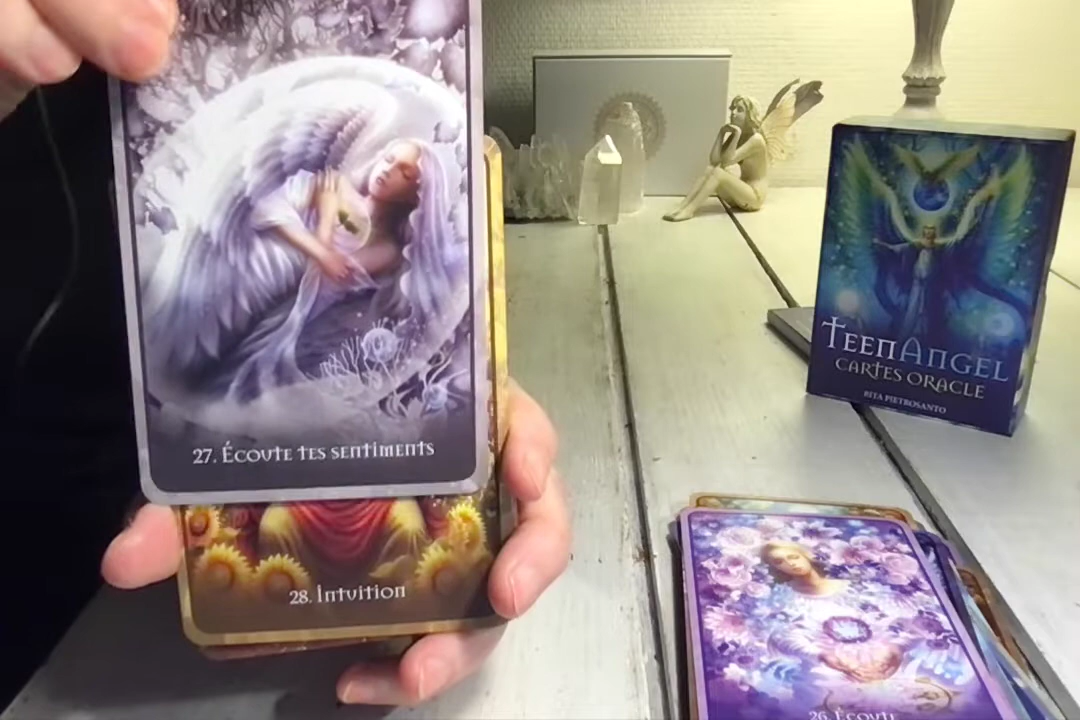 27. Écoute tes sentiments
28. Intuition
TeenAngel
Cartes Oracle
Rita Pietrosanto
26. Écoute